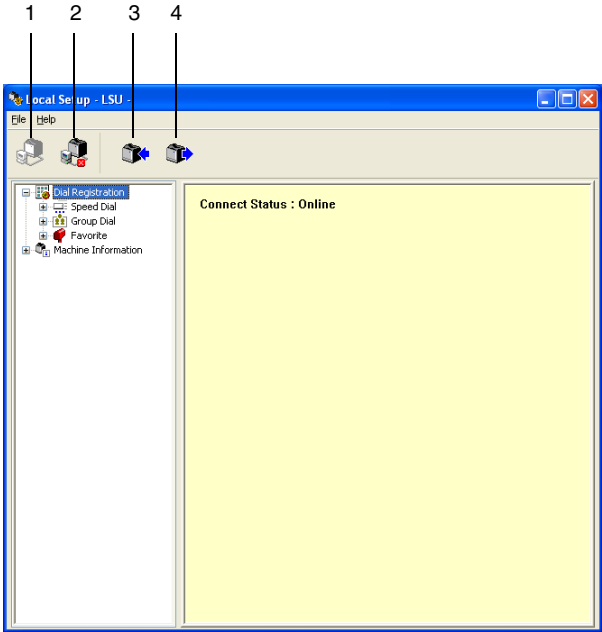 1 2 3 4
Local Setup - LSU -
File Help
Dial Registration
Speed Dial
Group Dial
Favorite
Machine Information
Connect Status : Online